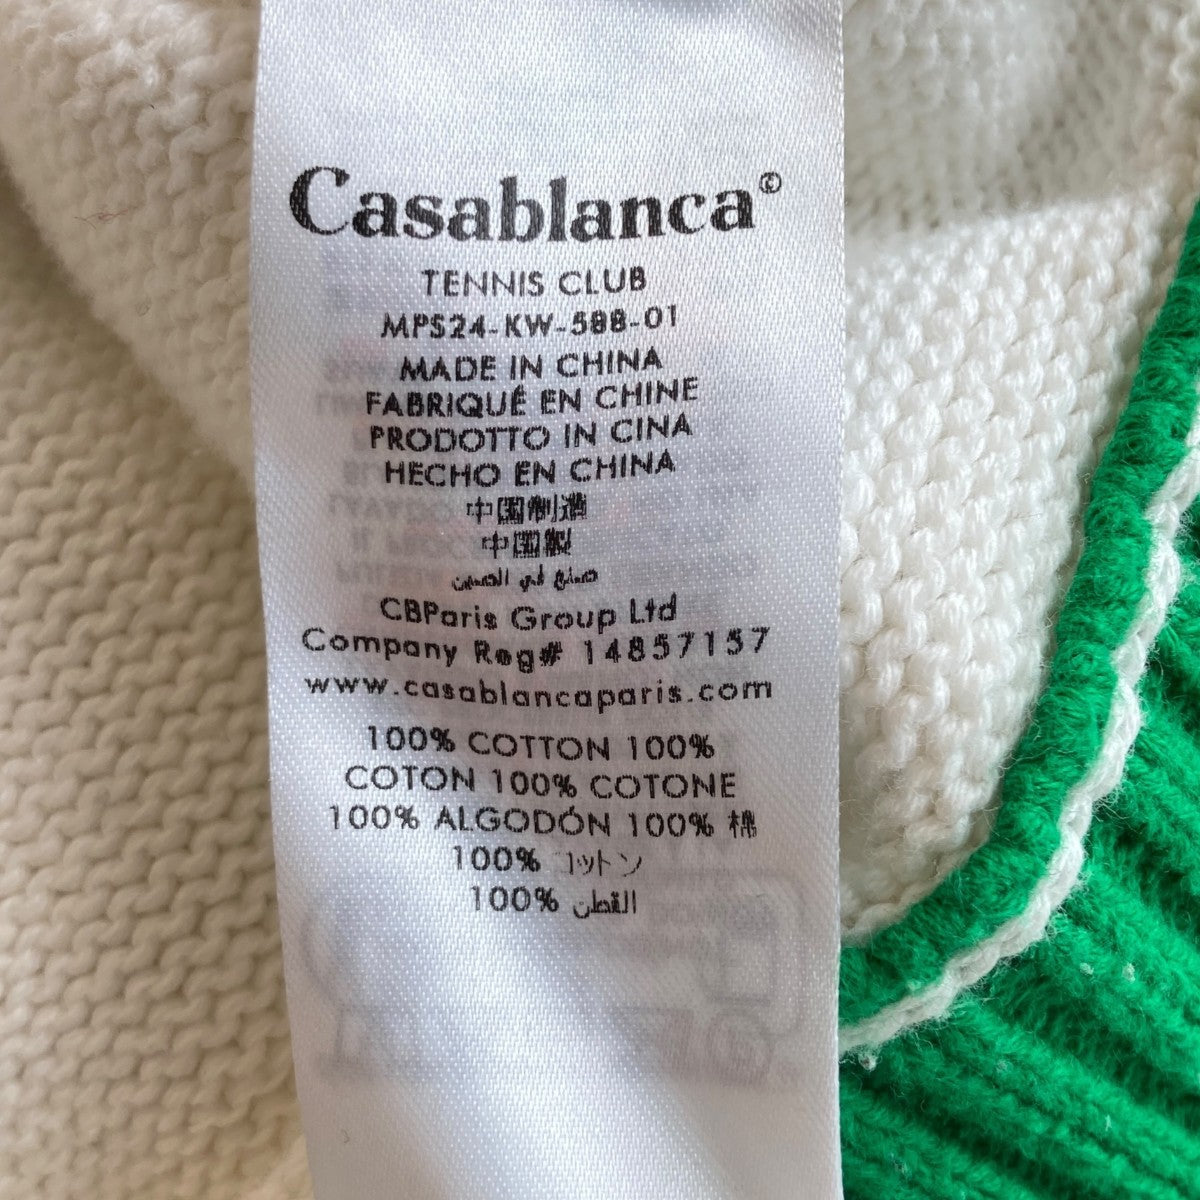 Casablanca©
TENNIS CLUB
MPS24-KW-588-01
MADE IN CHINA
FABRIQUÉ EN CHINE
PRODOTTO IN CINA
HECHO EN CHINA
中国制造
中国製
صنع في الصين
CBParis Group Ltd
Company Reg# 14857157
www.casablancaparis.com
100% COTTON 100%
COTON 100% COTONE
100% ALGODÓN 100% 棉
100% コットン
100% القطن